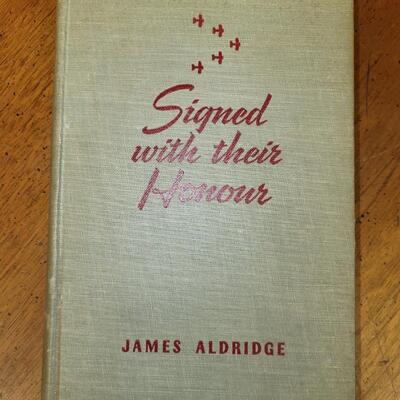 Signed
with their
Honour
JAMES ALDRIDGE